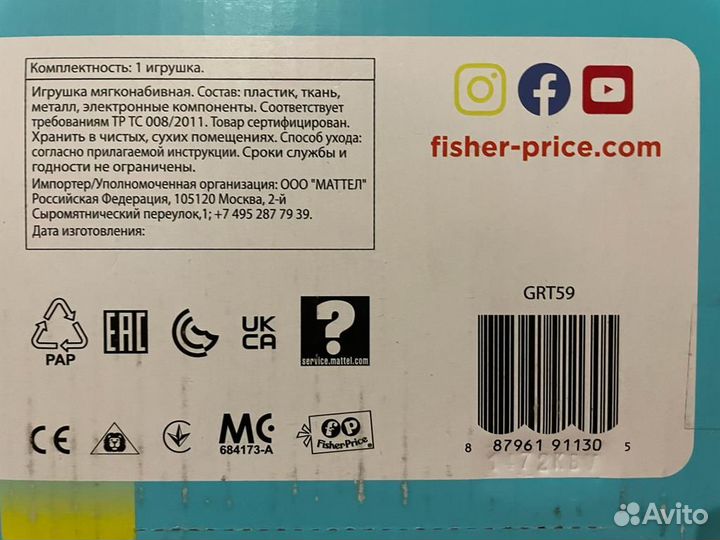 Комплектность: 1 игрушка.
Игрушка мягконабивная. Состав: пластик, ткань,
металл, электронные компоненты. Соответствует
требованиям ТР ТС 008/2011. Товар сертифицирован.
Хранить в чистых, сухих помещениях. Способ ухода:
согласно прилагаемой инструкции. Сроки службы и
годности не ограничены.
Импортер/Уполномоченная организация: ООО "МАТТЕЛ"
Российская Федерация, 105120 Москва, 2-й
Сыромятнический переулок,1; +7 495 287 79 39.
Дата изготовления:
fisher-price.com
PAP
EAC
UK
CA
?
service.mattel.com
CE
MC
684173-A
fp
Fisher-Price
GRT59
8 87961 91130 5
Avito